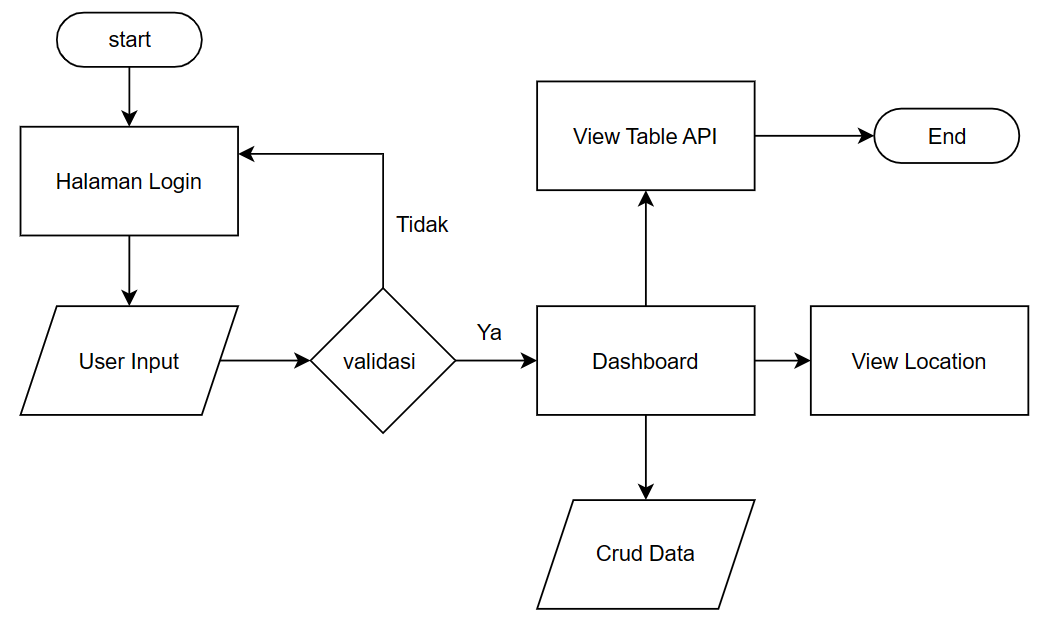 start
Halaman Login
User Input
validasi
Tidak
Ya
Dashboard
View Table API
End
View Location
Crud Data